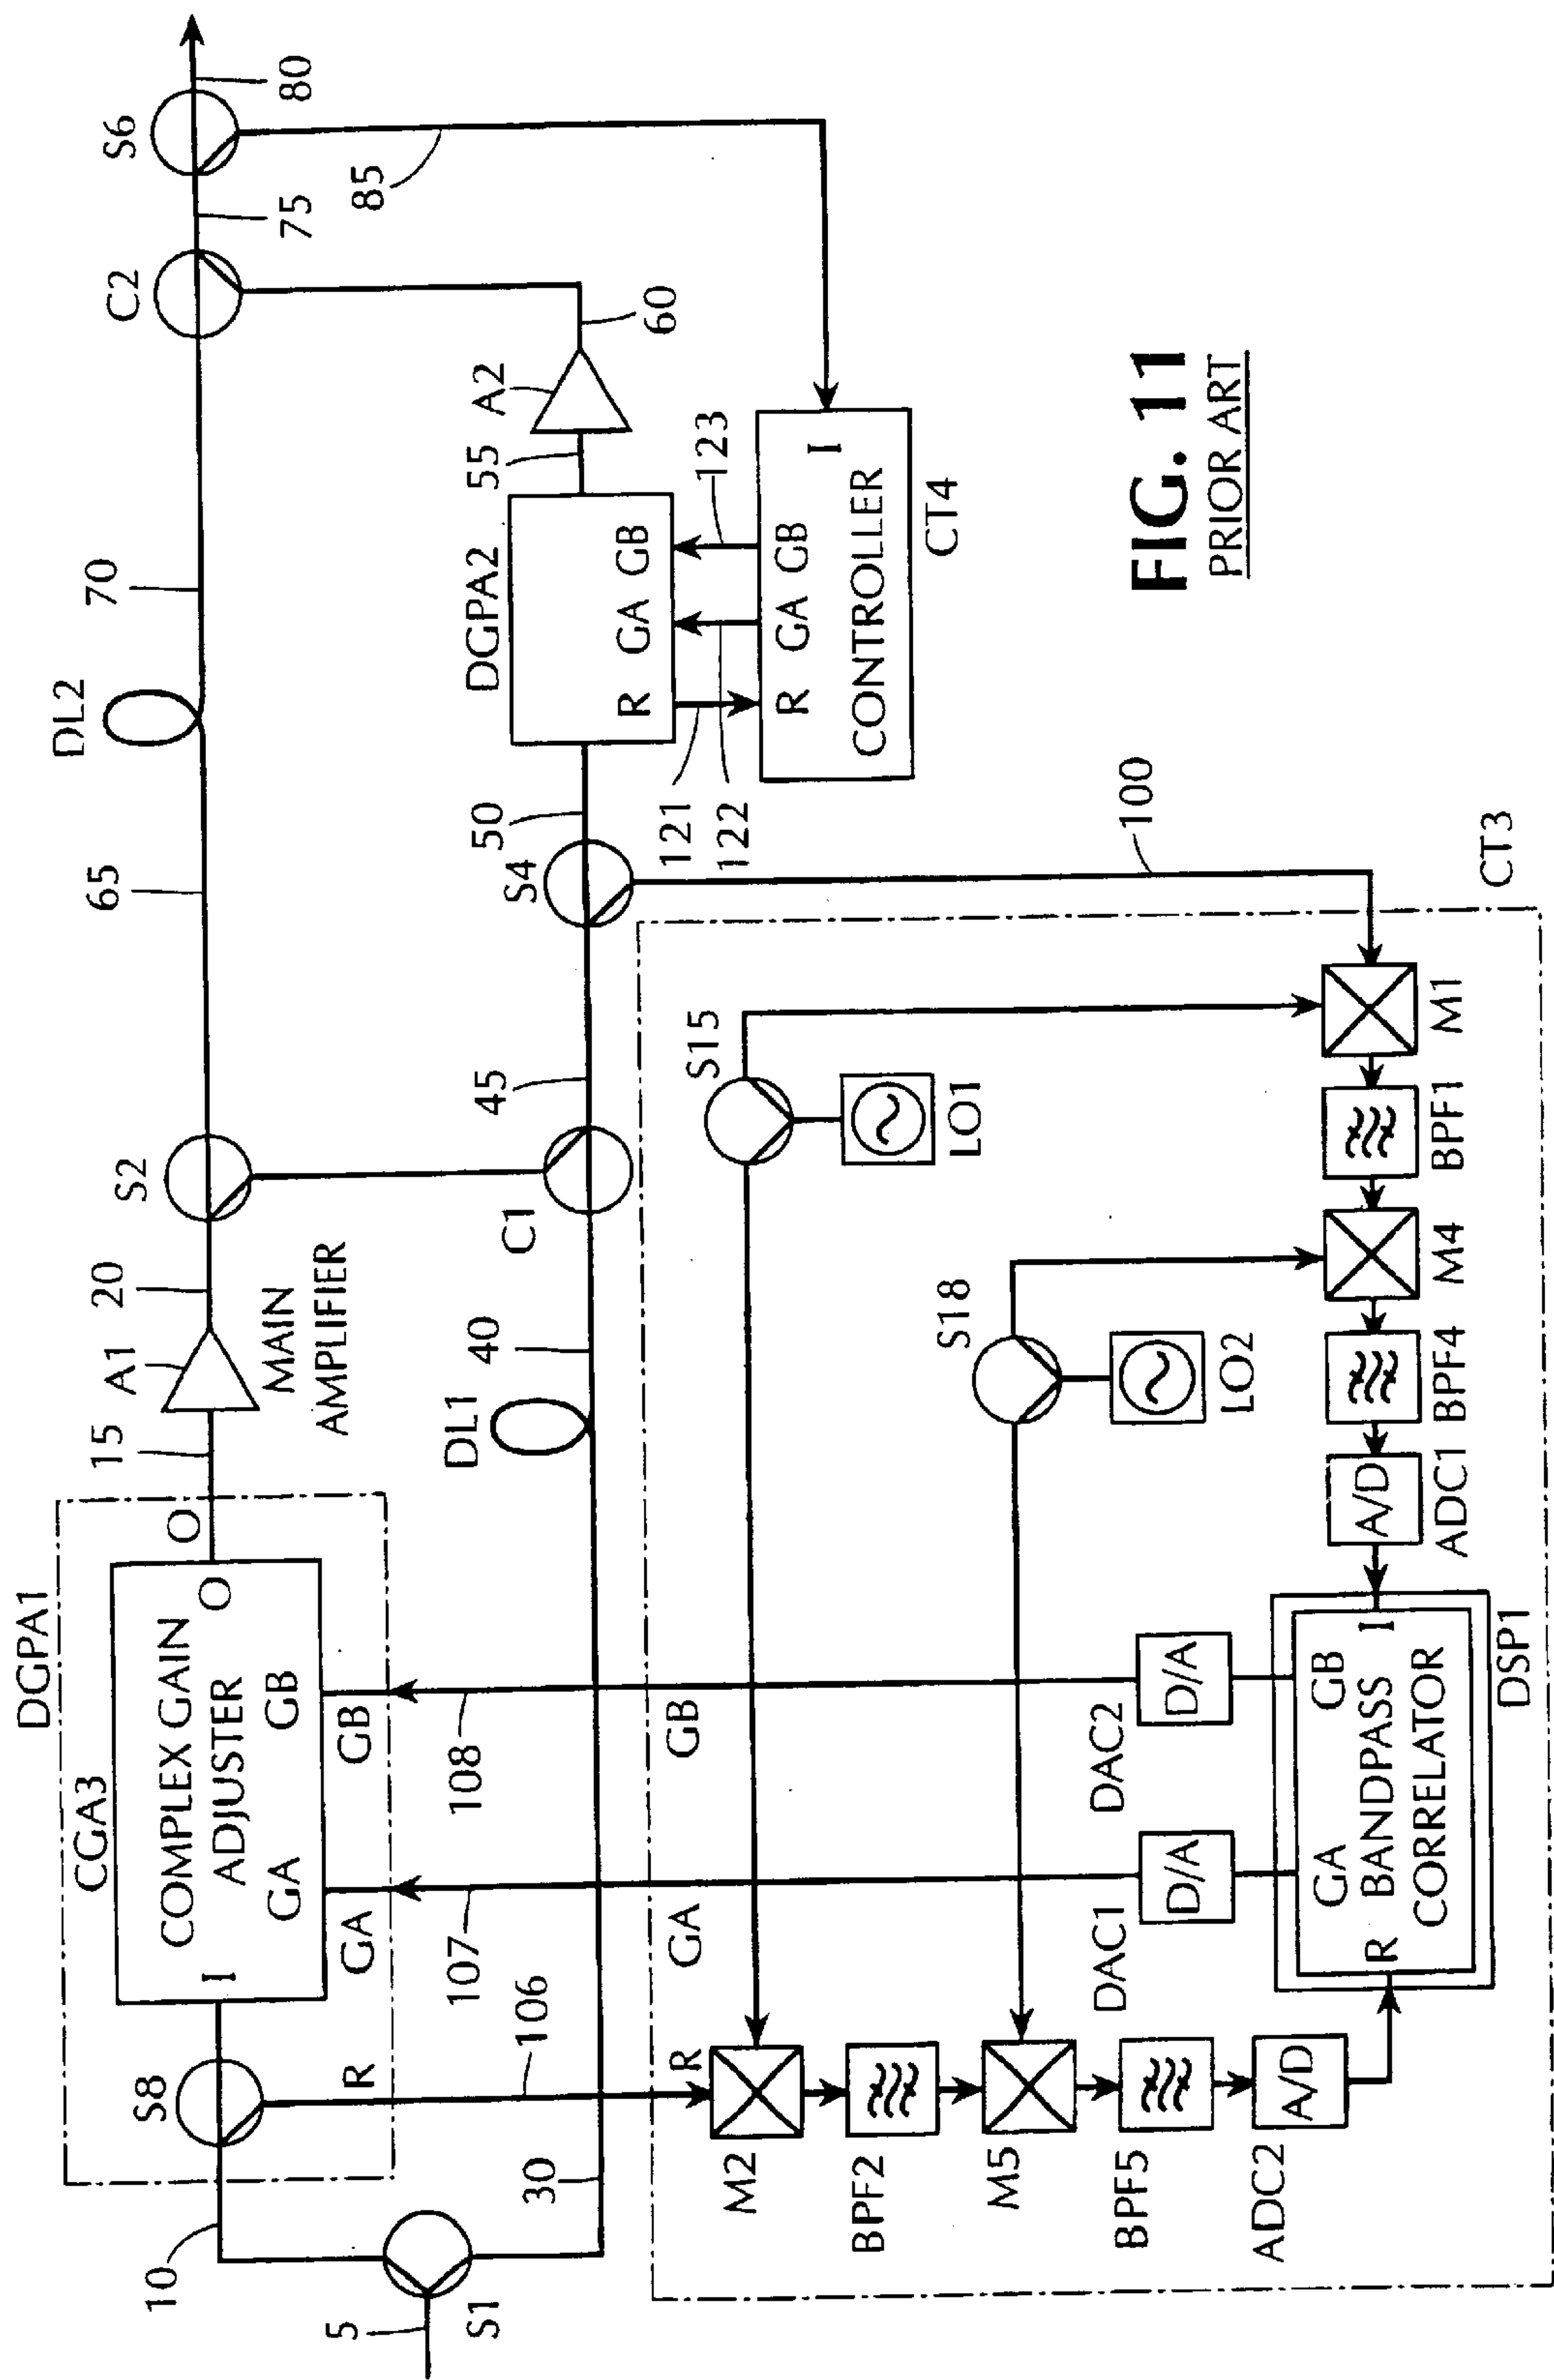 DGPA1
CGA3
COMPLEX GAIN
ADJUSTER
I
O
GA
GB
O
S8
R
GA
GB
10
5
S1
30
106
107
108
15
A1
MAIN
AMPLIFIER
20
S2
65
DL2
70
C2
75
S6
80
85
DL1
40
C1
45
S4
50
DGPA2
R
GA
GB
55
A2
60
121
122
123
R
GA
GB
I
CONTROLLER
CT4
100
CT3
R
GA
GB
M2
BPF2
M5
BPF5
ADC2
A/D
S15
LO1
S18
LO2
M1
BPF1
M4
BPF4
ADC1
A/D
DAC1
D/A
DAC2
D/A
R
GA
GB
I
BANDPASS
CORRELATOR
DSP1
FIG. 11
PRIOR ART